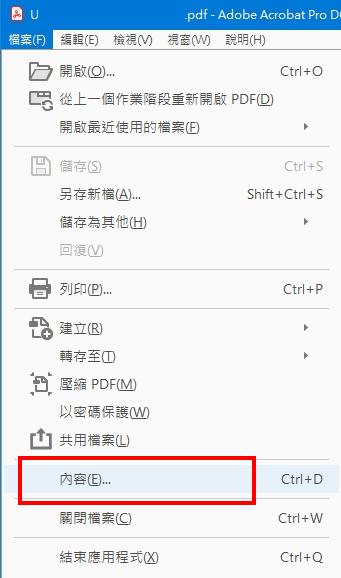 U .pdf - Adobe Acrobat Pro D
檔案(F) 編輯(E) 檢視(V) 視窗(W) 說明(H)
開啟(O)... Ctrl+O
從上一個作業階段重新開啟 PDF(D)
開啟最近使用的檔案(F)
儲存(S) Ctrl+S
另存新檔(A)... Shift+Ctrl+S
儲存為其他(H)
回復(V)
列印(P)... Ctrl+P
建立(R)
轉存至(T)
壓縮 PDF(M)
以密碼保護(W)
共用檔案(L)
內容(E)... Ctrl+D
關閉檔案(C) Ctrl+W
結束應用程式(X) Ctrl+Q